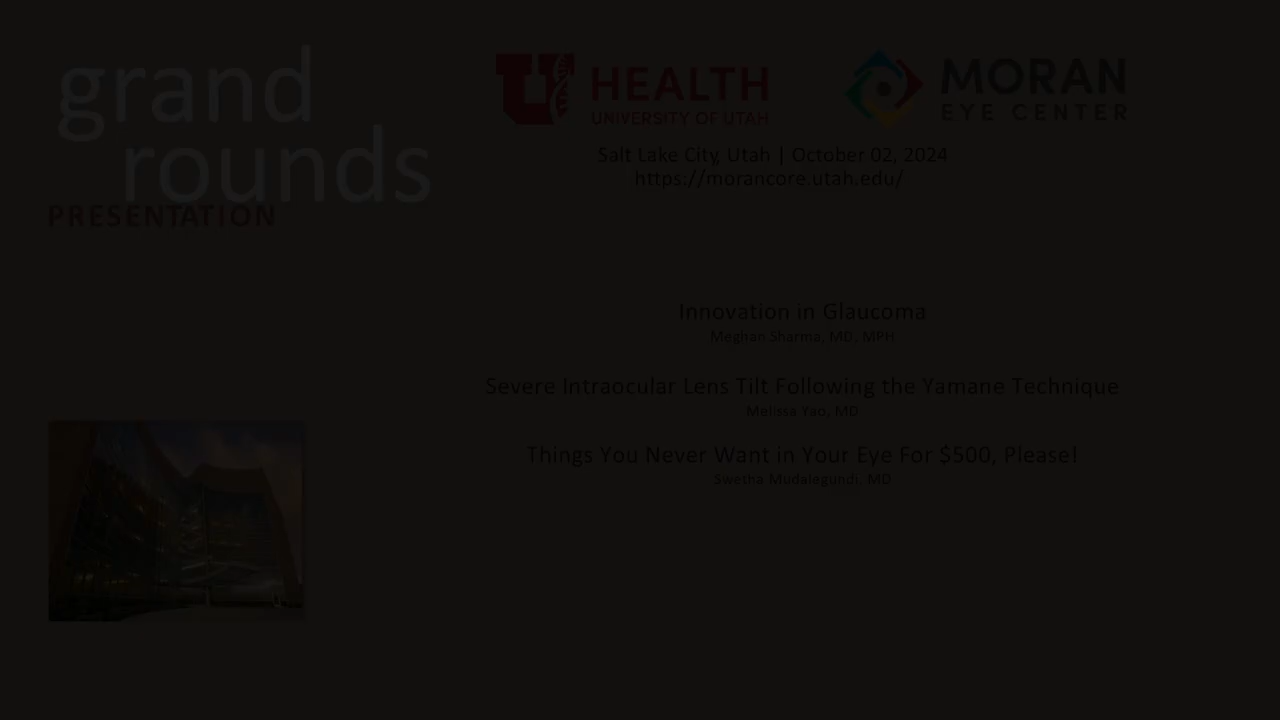 grand
rounds
PRESENTATION
U HEALTH
UNIVERSITY OF UTAH
MORAN
EYE CENTER
Salt Lake City, Utah | October 02, 2024
https://morancore.utah.edu/
Innovation in Glaucoma
Meghan Sharma, MD, MPH
Severe Intraocular Lens Tilt Following the Yamane Technique
Melissa Yao, MD
Things You Never Want in Your Eye For $500, Please!
Swetha Mudalegundi, MD